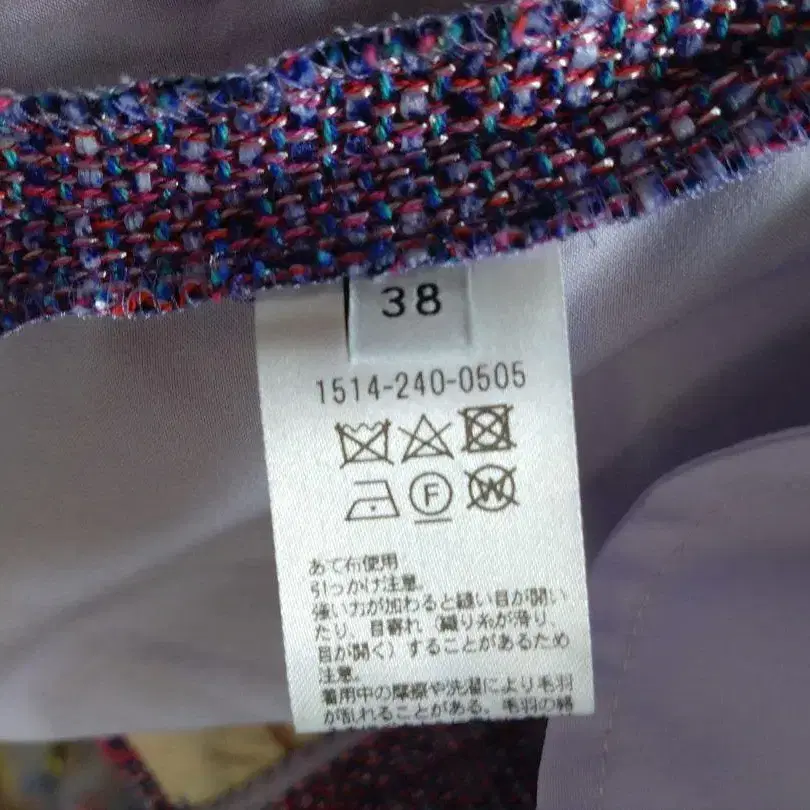 38
1514-240-0505
F
W
あて布使用
引っかけ注意。
強い力が加わると縫い目が開い
たり、目寄れ（織り糸が滑り、
目が開く）することがあるため
注意。
着用中の摩擦や洗濯により毛羽
が乱れることがある。毛羽の